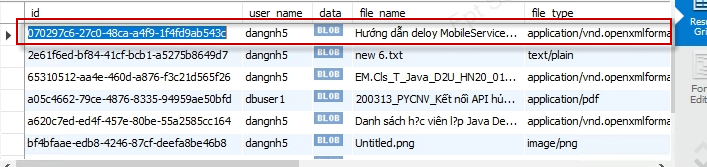 id user_name data file_name file_type
070297c6-27c0-48ca-a4f9-1f4fd9ab543c dangnh5 BLOB Hướng dẫn deloy MobileService... application/vnd.openxmlforma
2e61f6ed-bf84-41cf-bcb1-a5275b8649d7 dangnh5 BLOB new 6.txt text/plain
65310512-aa4e-460d-a876-f3c21d565f26 dangnh5 BLOB EM.Cls_T_Java_D2U_HN20_01... application/vnd.openxmlforma
a05c4662-79ce-4876-8335-94959ae50bfd dbuser1 BLOB 200313_PYCNV_Kết nối API hủ... application/pdf
a620c7ed-ed4f-457e-80be-55a2585cc164 dangnh5 BLOB Danh sách h?c viên l?p Java De... application/vnd.openxmlforma
bf4bfaae-edb8-4246-87cf-deefa8be46b8 dangnh5 BLOB Untitled.png image/png
Resu
Gri
For
Edit